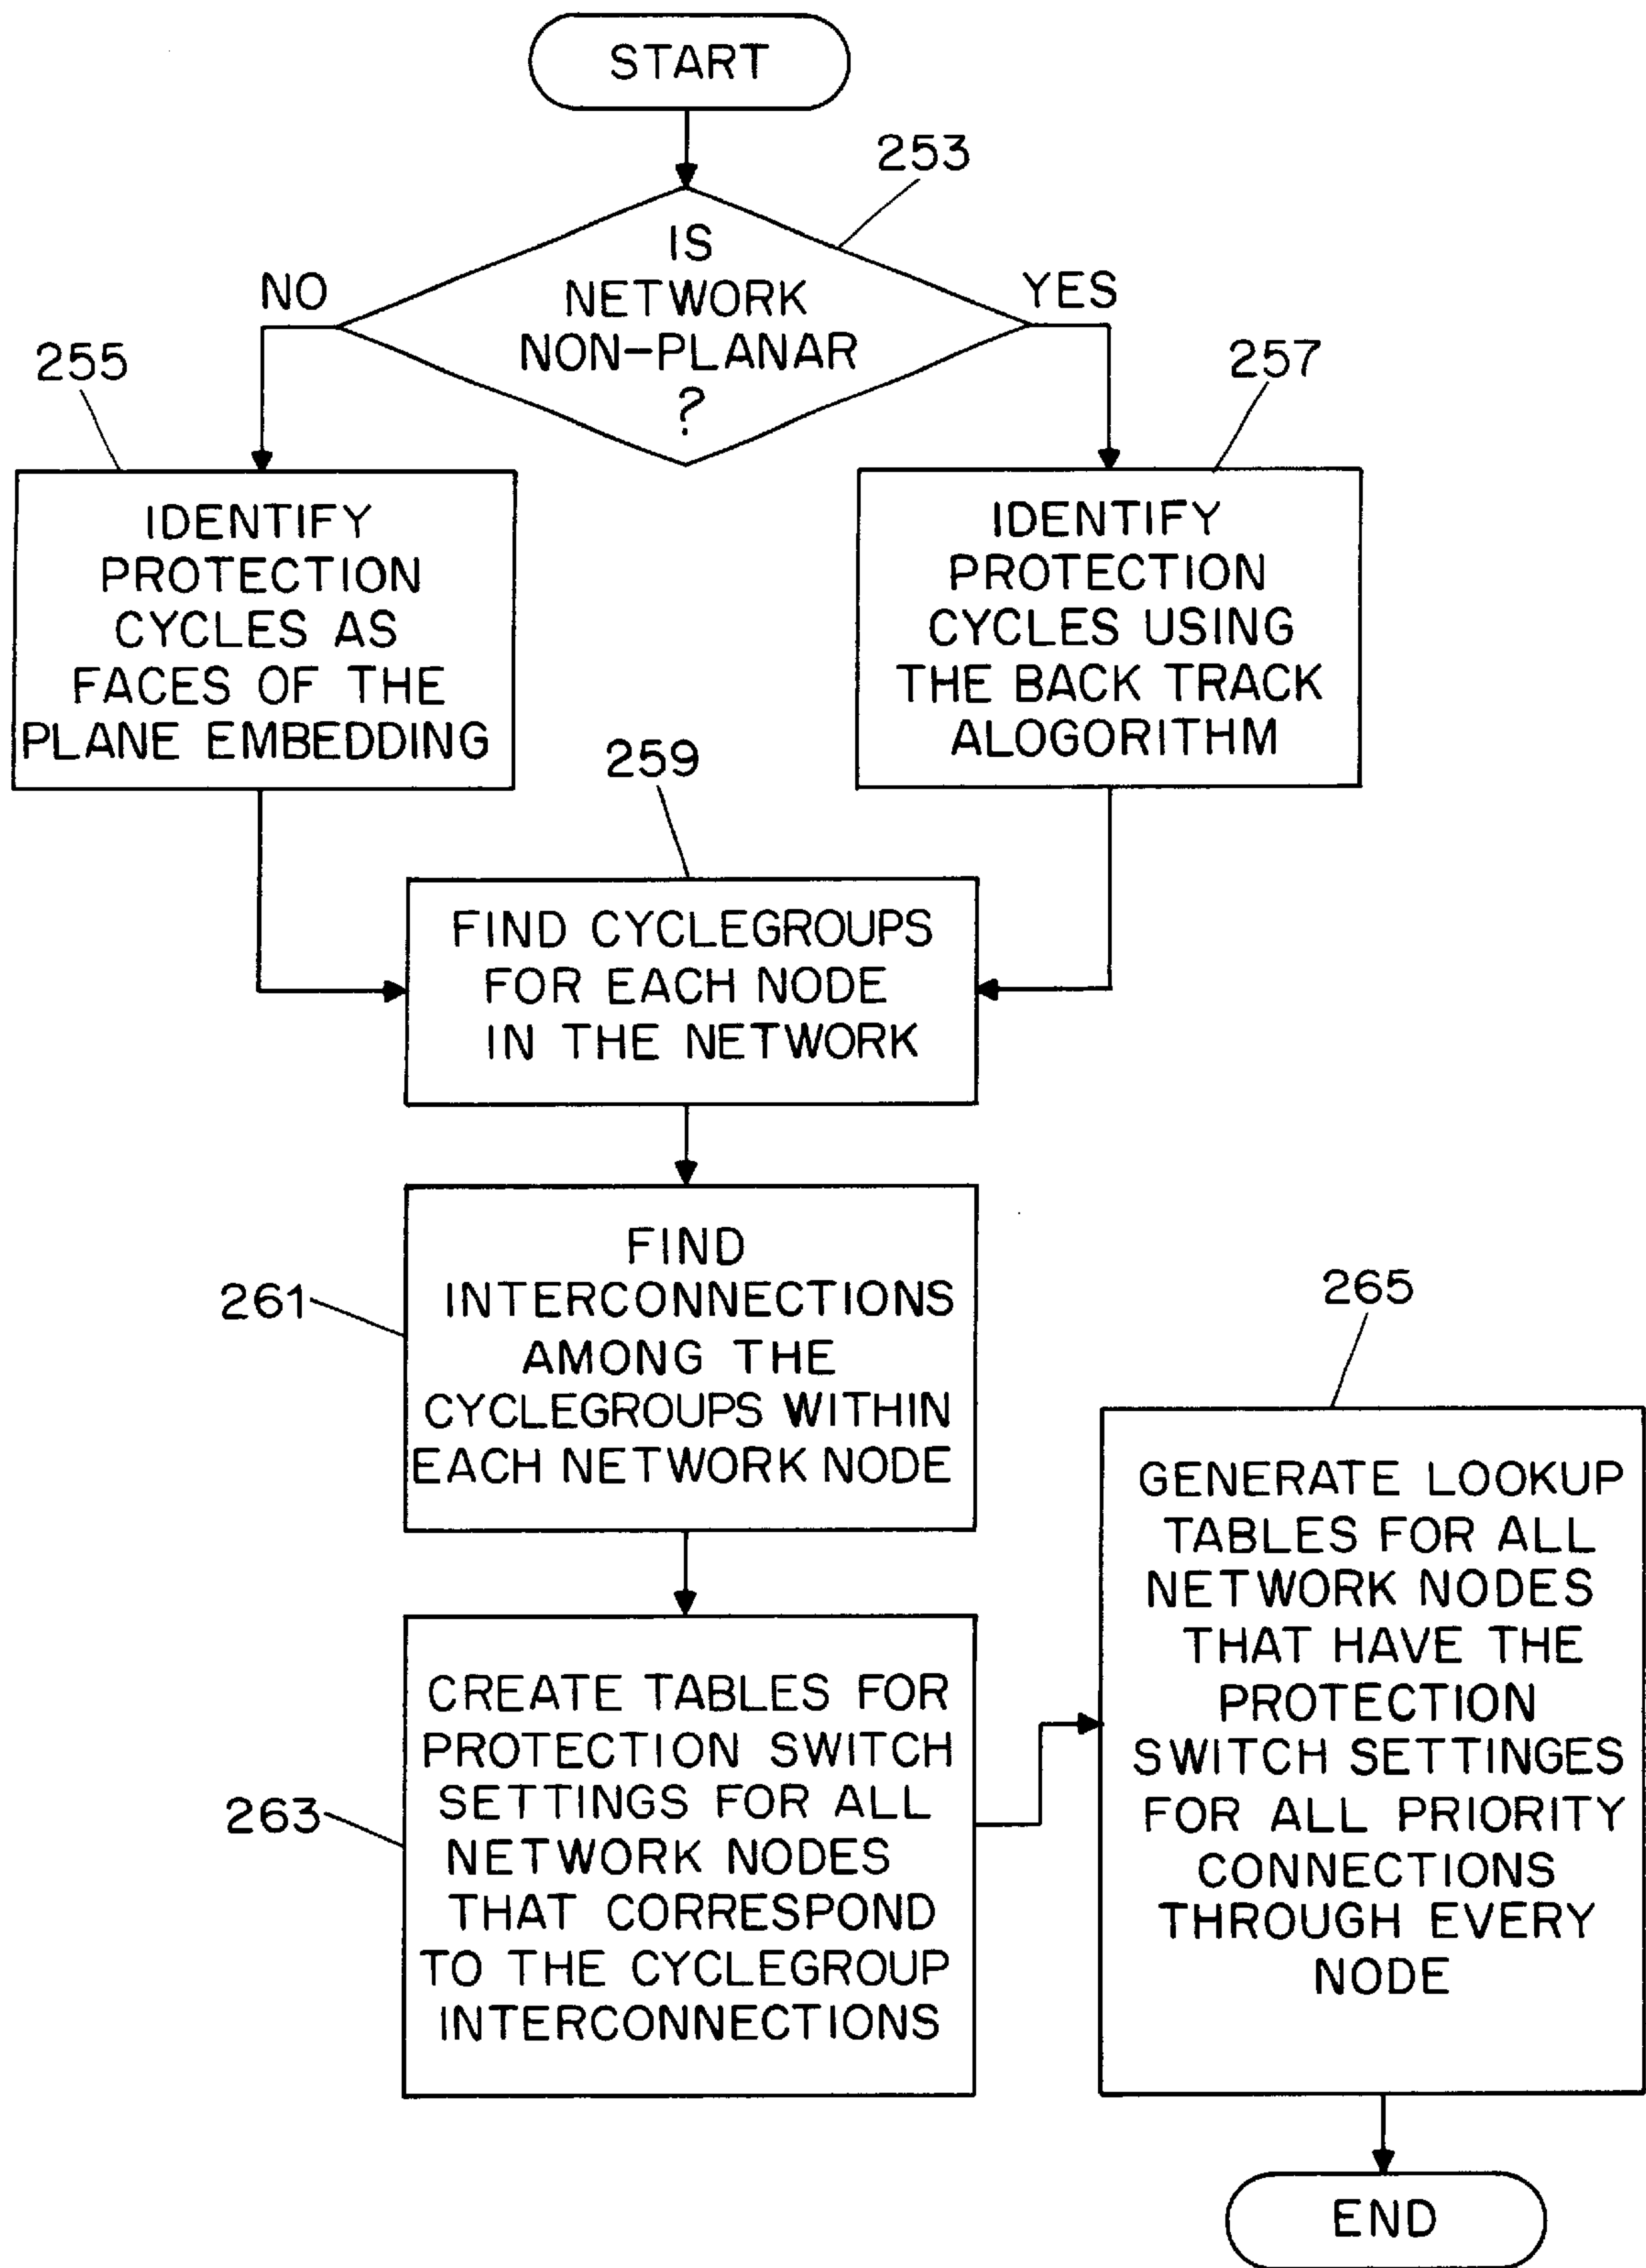 START
253
IS
NETWORK
NON-PLANAR
?
NO
YES
255
257
IDENTIFY
PROTECTION
CYCLES AS
FACES OF THE
PLANE EMBEDDING
IDENTIFY
PROTECTION
CYCLES USING
THE BACK TRACK
ALOGORITHM
259
FIND CYCLEGROUPS
FOR EACH NODE
IN THE NETWORK
261
FIND
INTERCONNECTIONS
AMONG THE
CYCLEGROUPS WITHIN
EACH NETWORK NODE
263
CREATE TABLES FOR
PROTECTION SWITCH
SETTINGS FOR ALL
NETWORK NODES
THAT CORRESPOND
TO THE CYCLEGROUP
INTERCONNECTIONS
265
GENERATE LOOKUP
TABLES FOR ALL
NETWORK NODES
THAT HAVE THE
PROTECTION
SWITCH SETTINGES
FOR ALL PRIORITY
CONNECTIONS
THROUGH EVERY
NODE
END